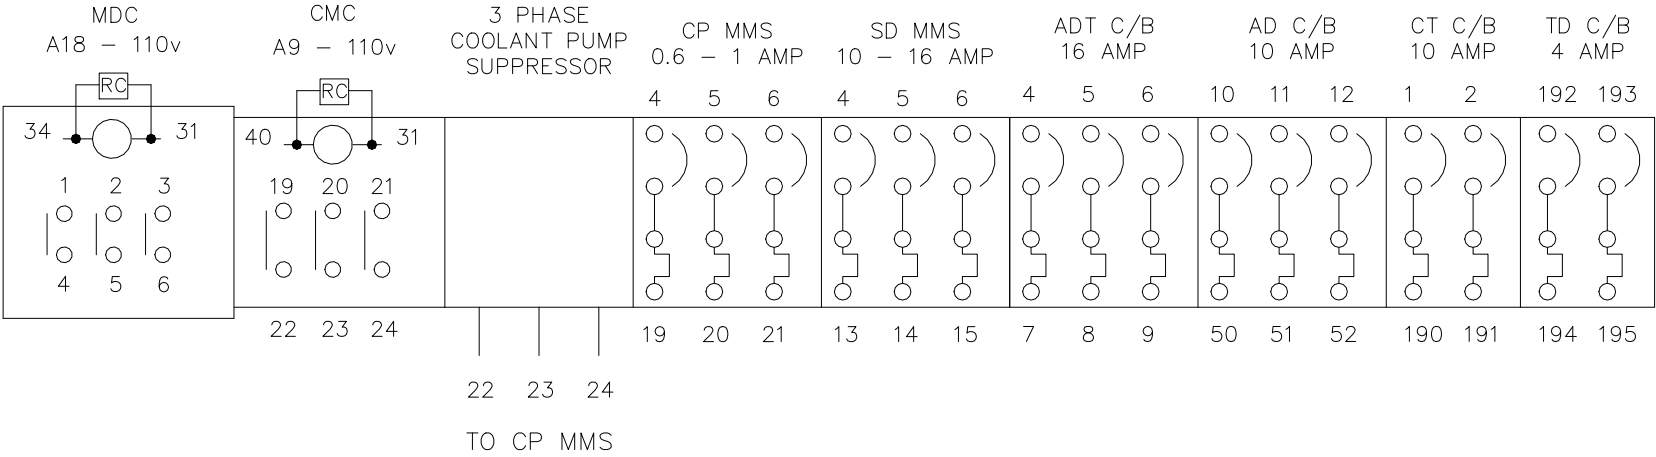 MDC
A18 - 110v
RC
34
31
1 2 3
4 5 6
CMC
A9 - 110v
RC
40
31
19 20 21
22 23 24
3 PHASE
COOLANT PUMP
SUPPRESSOR
22 23 24
TO CP MMS
CP MMS
0.6 - 1 AMP
4 5 6
19 20 21
SD MMS
10 - 16 AMP
4 5 6
13 14 15
ADT C/B
16 AMP
4 5 6
7 8 9
AD C/B
10 AMP
10 11 12
50 51 52
CT C/B
10 AMP
1 2
190 191
TD C/B
4 AMP
192 193
194 195